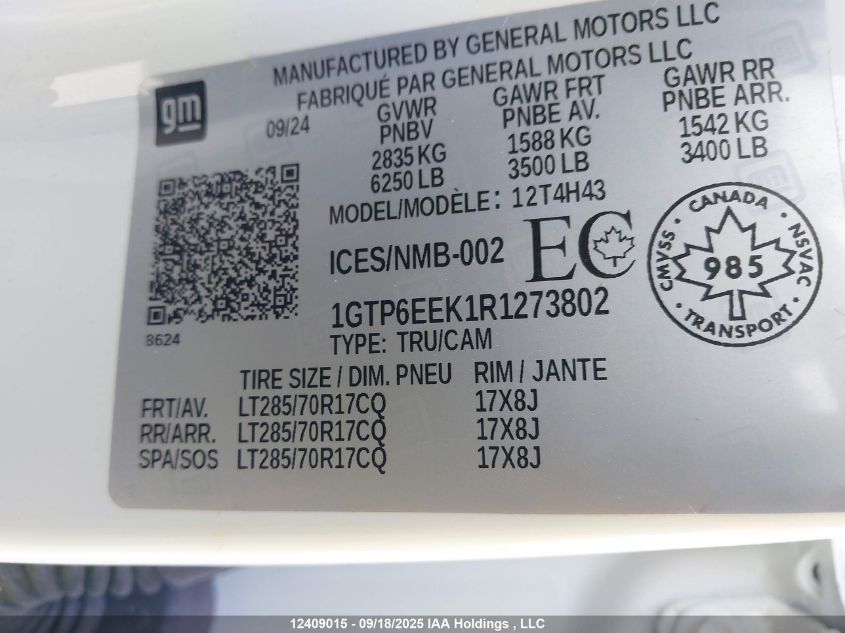 MANUFACTURED BY GENERAL MOTORS LLC
FABRIQUÉ PAR GENERAL MOTORS LLC
gm
09/24
GVWR
PNBV
2835 KG
6250 LB
GAWR FRT
PNBE AV.
1588 KG
3500 LB
GAWR RR
PNBE ARR.
1542 KG
3400 LB
MODEL/MODÈLE: 12T4H43
ICES/NMB-002
EC
CANADA
CMVSS
NSVAC
985
TRANSPORT
8624
1GTP6EEK1R1273802
TYPE: TRU/CAM
TIRE SIZE / DIM. PNEU RIM / JANTE
FRT/AV. LT285/70R17CQ 17X8J
RR/ARR. LT285/70R17CQ 17X8J
SPA/SOS LT285/70R17CQ 17X8J
12409015 - 09/18/2025 IAA Holdings , LLC